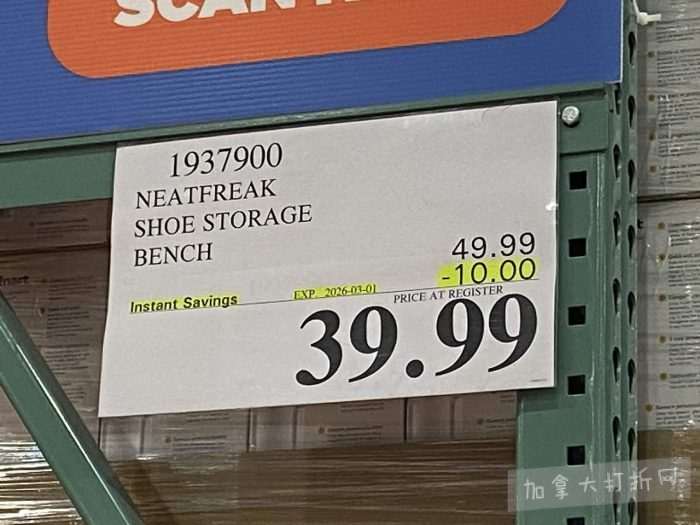 SCAN
1937900
NEATFREAK
SHOE STORAGE
BENCH
49.99
-10.00
Instant Savings EXP. 2026-03-01
PRICE AT REGISTER
39.99
加拿大打折网